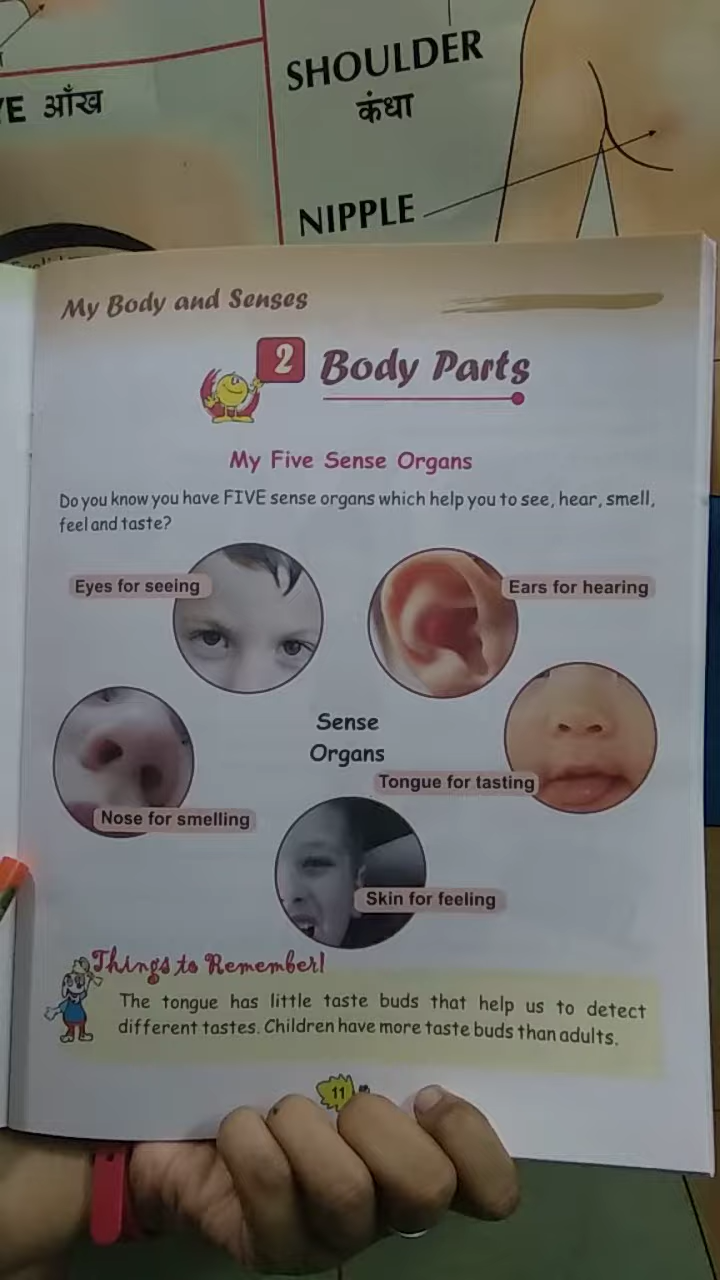 SHOULDER
कंधा
आँख
NIPPLE
My Body and Senses
2 Body Parts
My Five Sense Organs
Do you know you have FIVE sense organs which help you to see, hear, smell,
feel and taste?
Eyes for seeing
Ears for hearing
Sense
Organs
Tongue for tasting
Nose for smelling
Skin for feeling
Things to Remember!
The tongue has little taste buds that help us to detect
different tastes. Children have more taste buds than adults.
11